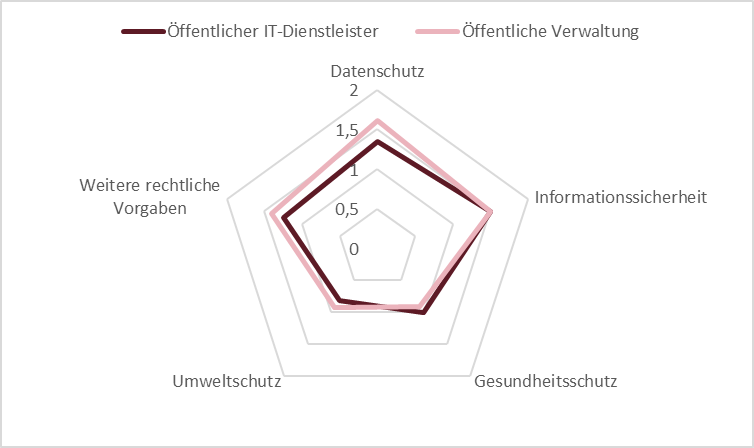 Öffentlicher IT-Dienstleister
Öffentliche Verwaltung
Datenschutz
2
1,5
1
0,5
0
Informationssicherheit
Gesundheitsschutz
Umweltschutz
Weitere rechtliche
Vorgaben